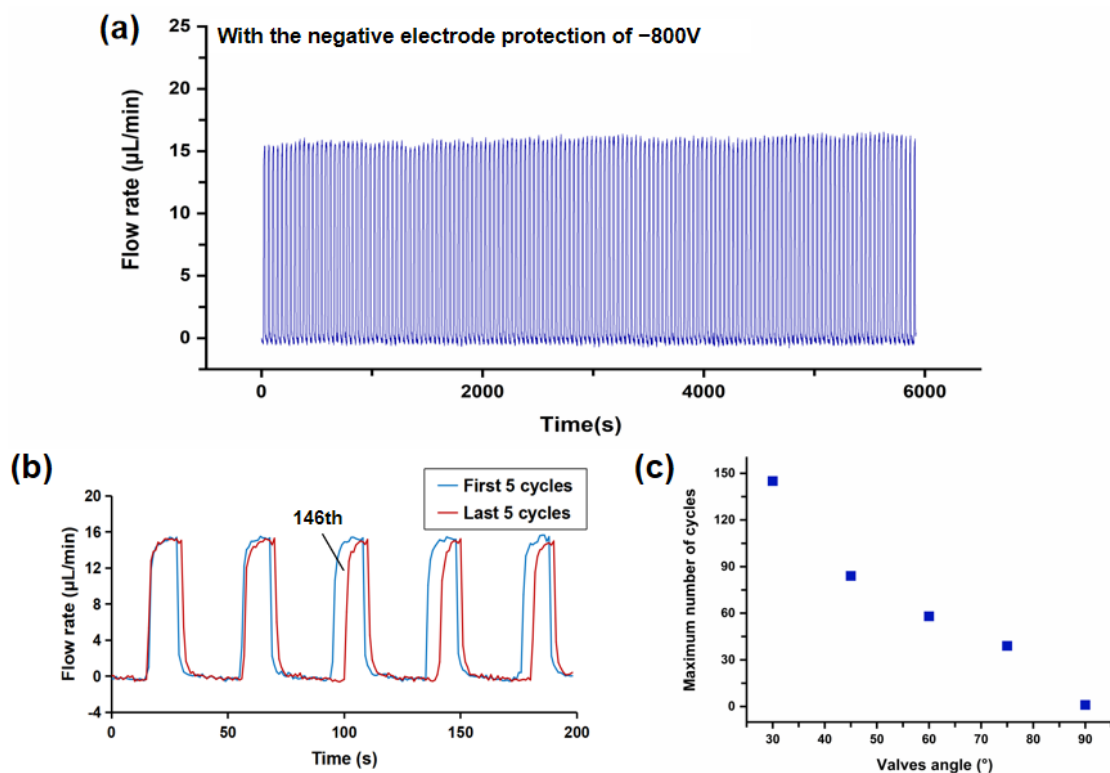 (a)
With the negative electrode protection of −800V
25
20
15
10
5
0
Flow rate (µL/min)
0 2000 4000 6000
Time(s)
(b)
First 5 cycles
Last 5 cycles
146th
20
16
12
8
4
0
-4
Flow rate (µL/min)
0 50 100 150 200
Time (s)
(c)
150
120
90
60
30
0
Maximum number of cycles
30 40 50 60 70 80 90
Valves angle (°)